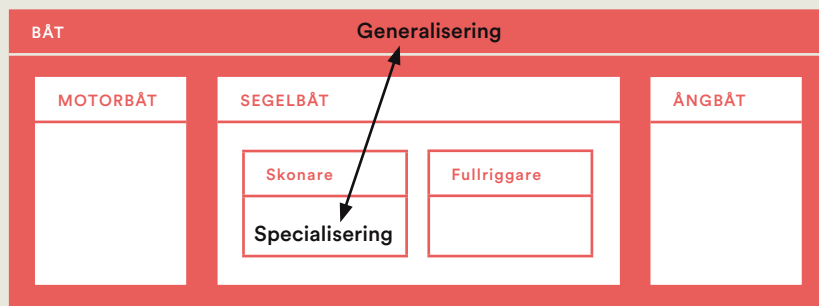 BÅT
Generalisering
MOTORBÅT
SEGELBÅT
ÅNGBÅT
Skonare
Fullriggare
Specialisering